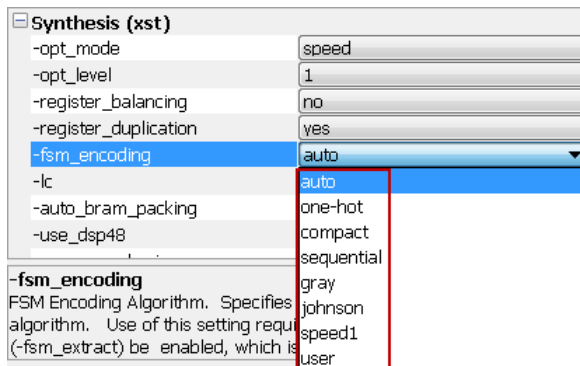 Synthesis (xst)
-opt_mode speed
-opt_level 1
-register_balancing no
-register_duplication yes
-fsm_encoding auto
-lc
-auto_bram_packing
-use_dsp48
auto
one-hot
compact
sequential
gray
johnson
speed1
user
-fsm_encoding
FSM Encoding Algorithm. Specifies
algorithm. Use of this setting requi
(-fsm_extract) be enabled, which is